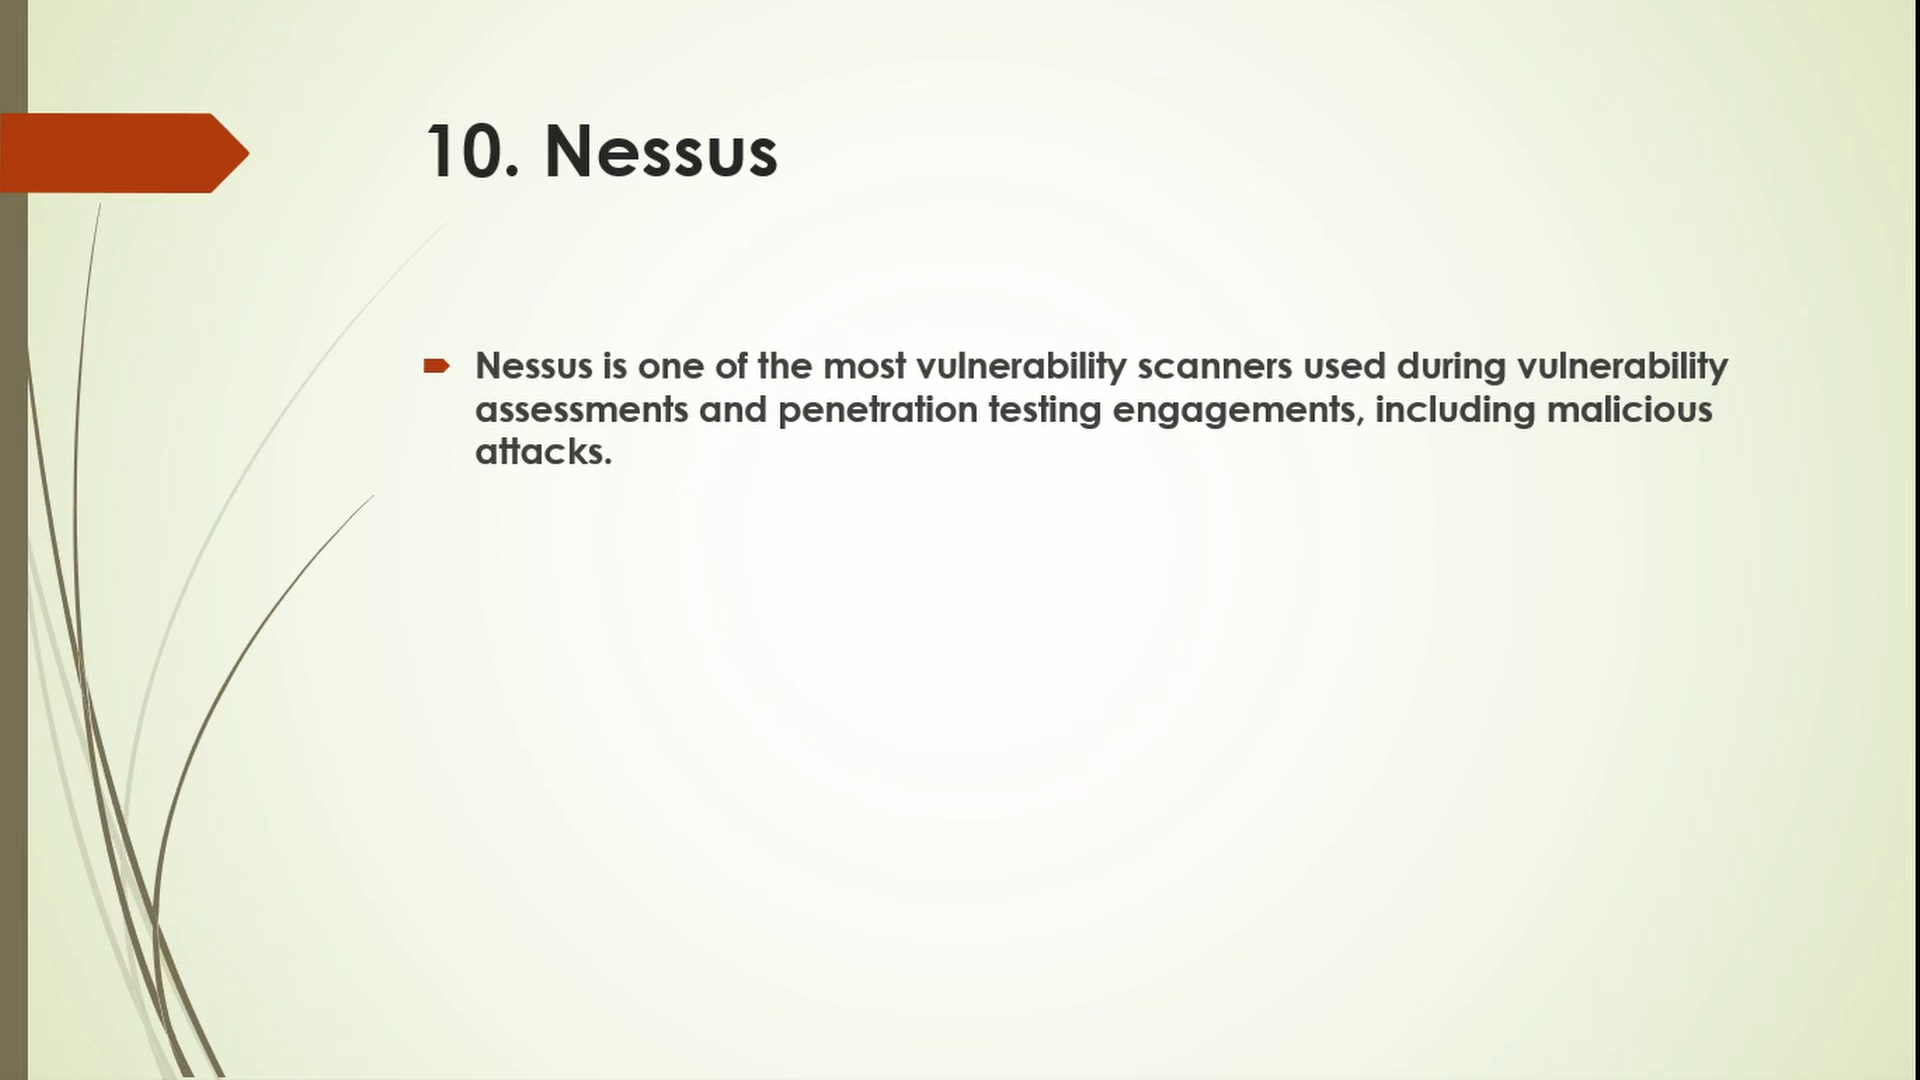 10. Nessus
Nessus is one of the most vulnerability scanners used during vulnerability
assessments and penetration testing engagements, including malicious
attacks.